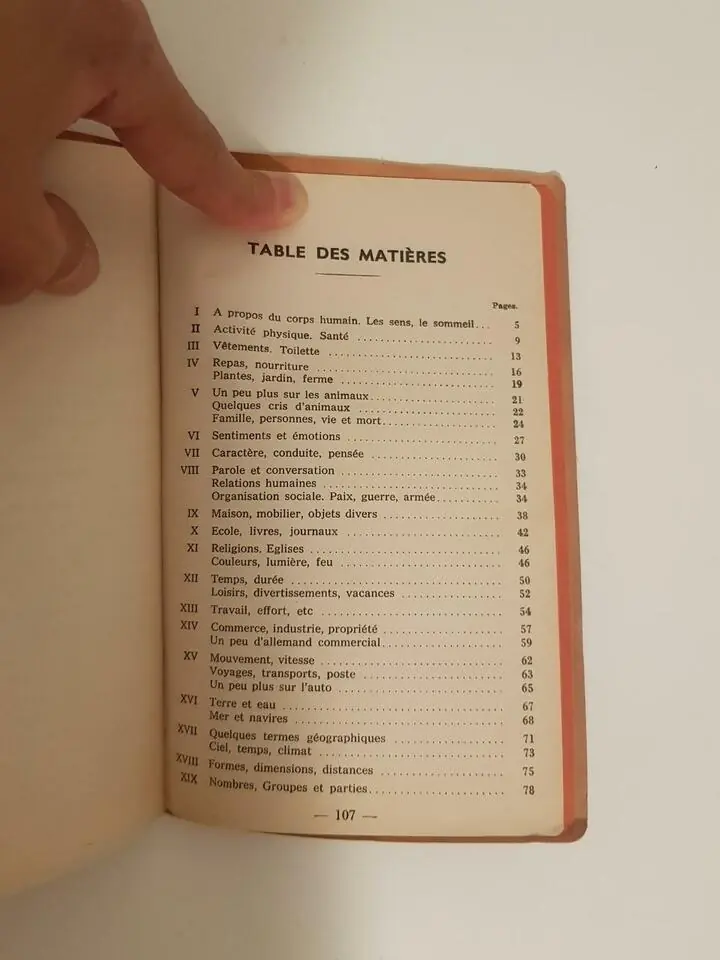 TABLE DES MATIÈRES
Pages.
I A propos du corps humain. Les sens, le sommeil... 5
II Activité physique. Santé ........................ 9
III Vêtements. Toilette ............................. 13
IV Repas, nourriture ............................... 16
Plantes, jardin, ferme ............................. 19
V Un peu plus sur les animaux...................... 21
Quelques cris d'animaux ........................... 22
Famille, personnes, vie et mort.................... 24
VI Sentiments et émotions .......................... 27
VII Caractère, conduite, pensée ..................... 30
VIII Parole et conversation .......................... 33
Relations humaines ................................ 34
Organisation sociale. Paix, guerre, armée.......... 34
IX Maison, mobilier, objets divers ................. 38
X Ecole, livres, journaux ......................... 42
XI Religions. Eglises .............................. 46
Couleurs, lumière, feu ............................ 46
XII Temps, durée .................................... 50
Loisirs, divertissements, vacances ................ 52
XIII Travail, effort, etc ............................ 54
XIV Commerce, industrie, propriété .................. 57
Un peu d'allemand commercial....................... 59
XV Mouvement, vitesse .............................. 62
Voyages, transports, poste ........................ 63
Un peu plus sur l'auto ............................ 65
XVI Terre et eau .................................... 67
Mer et navires .................................... 68
XVII Quelques termes géographiques ................... 71
Ciel, temps, climat ............................... 73
XVIII Formes, dimensions, distances ................... 75
XIX Nombres, Groupes et parties...................... 78
— 107 —